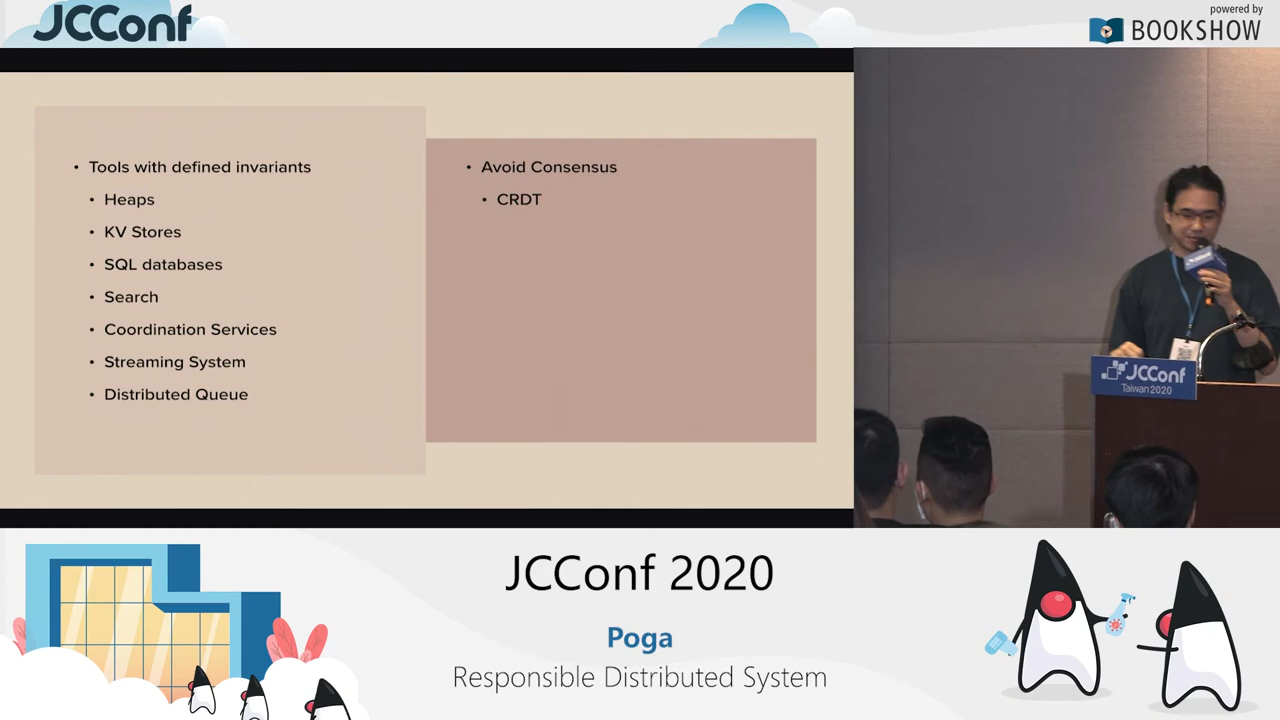 JCConf
powered by
BOOKSHOW
• Tools with defined invariants
• Heaps
• KV Stores
• SQL databases
• Search
• Coordination Services
• Streaming System
• Distributed Queue
• Avoid Consensus
• CRDT
JCConf
Taiwan 2020
JCConf 2020
Poga
Responsible Distributed System